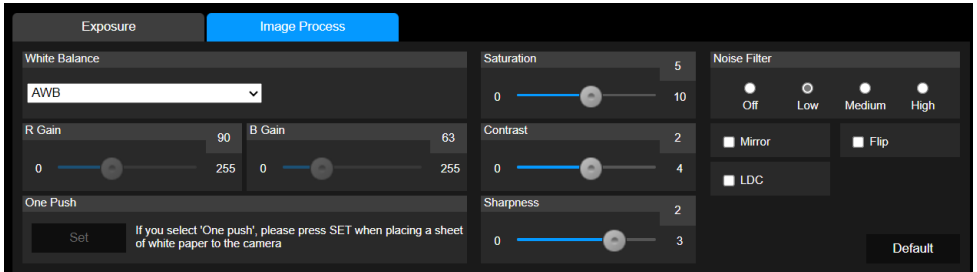 Exposure
Image Process
White Balance
AWB
R Gain
90
0
255
B Gain
63
0
255
One Push
Set
If you select 'One push', please press SET when placing a sheet
of white paper to the camera
Saturation
5
0
10
Contrast
2
0
4
Sharpness
2
0
3
Noise Filter
Off
Low
Medium
High
Mirror
Flip
LDC
Default